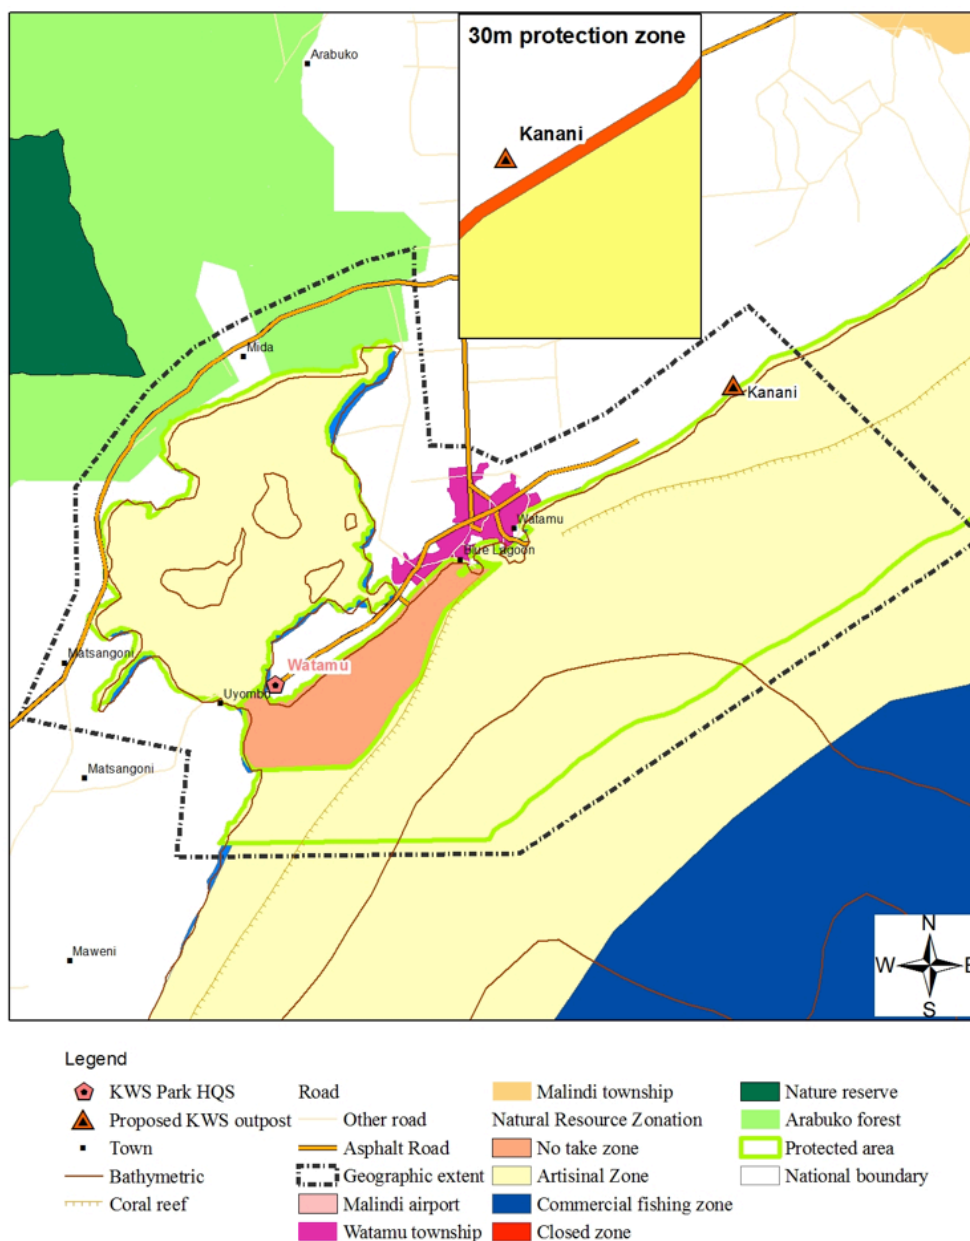 30m protection zone
Arabuko
Kanani
Mida
Kanani
Watamu
Blue Lagoon
Matsangoni
Watamu
Uyombo
Matsangoni
Maweni
N
W E
S
Legend
KWS Park HQS
Proposed KWS outpost
Town
Bathymetric
Coral reef
Road
Other road
Asphalt Road
Geographic extent
Malindi airport
Watamu township
Malindi township
Natural Resource Zonation
No take zone
Artisinal Zone
Commercial fishing zone
Closed zone
Nature reserve
Arabuko forest
Protected area
National boundary